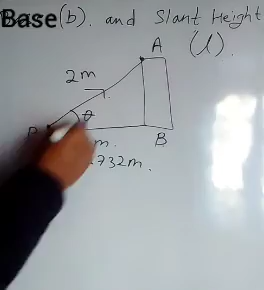 Base (b). and Slant Height
(l).
A
2m
θ
B
m.
.732m.